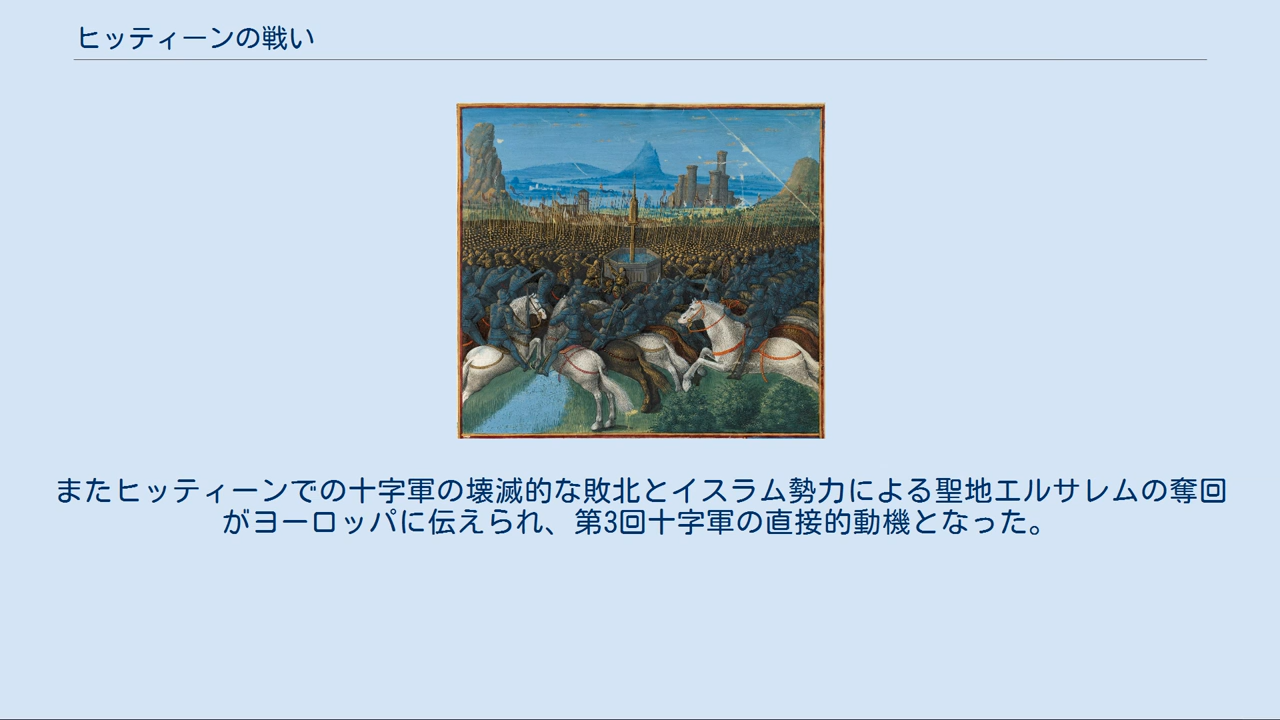 ヒッティーンの戦い
またヒッティーンでの十字軍の壊滅的な敗北とイスラム勢力による聖地エルサレムの奪回
がヨーロッパに伝えられ、第3回十字軍の直接的動機となった。